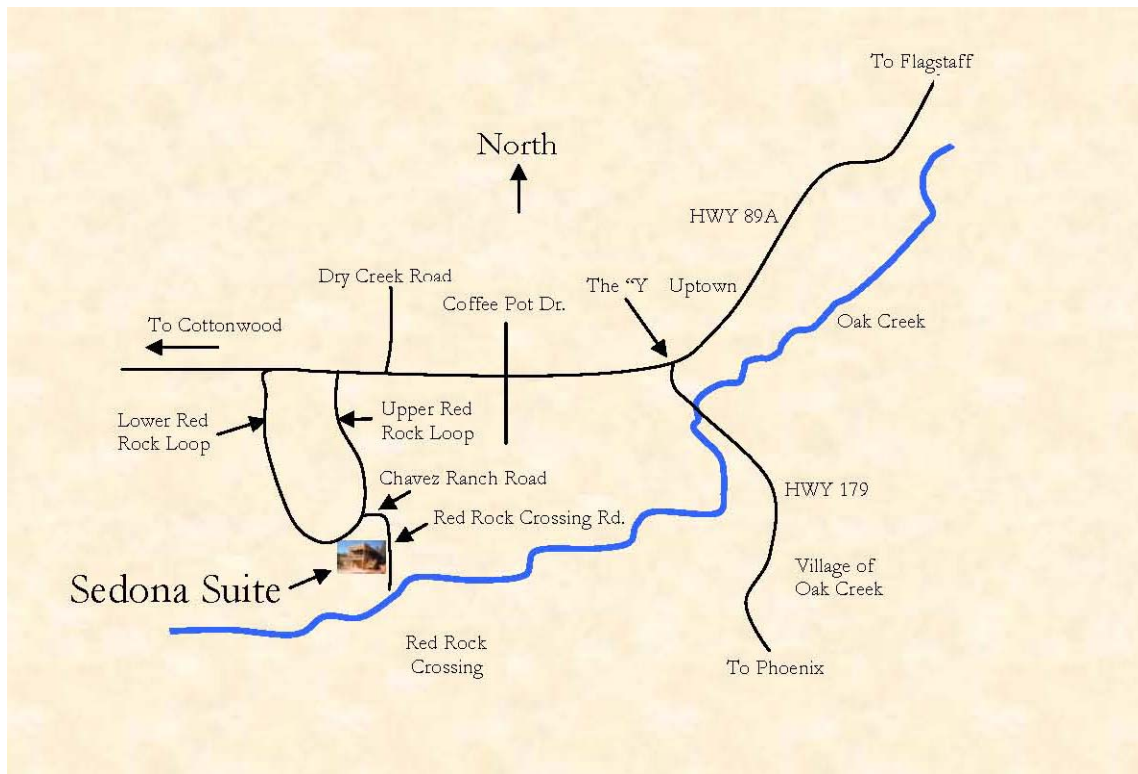 To Flagstaff
North
HWY 89A
Dry Creek Road
The “Y   Uptown
Coffee Pot Dr.
To Cottonwood
Oak Creek
Lower Red
Rock Loop
Upper Red
Rock Loop
Chavez Ranch Road
HWY 179
Red Rock Crossing Rd.
Sedona Suite
Village of
Oak Creek
Red Rock
Crossing
To Phoenix